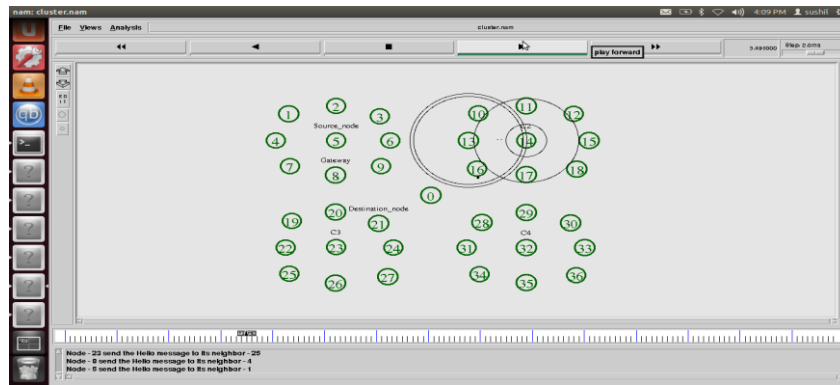 nam: cluster.nam
4:09 PM sushil
File Views Analysis
cluster.nam
play forward
Step: 2.0ms
1
2
3
10
11
12
Source_node
C2
4
5
6
13
14
15
Gateway
7
8
9
16
17
18
0
Destination_node
19
20
21
28
29
30
C3
C4
22
23
24
31
32
33
25
26
27
34
35
36
Node - 23 send the Hello message to its neighbor - 25
Node - 8 send the Hello message to its neighbor - 4
Node - 5 send the Hello message to its neighbor - 1